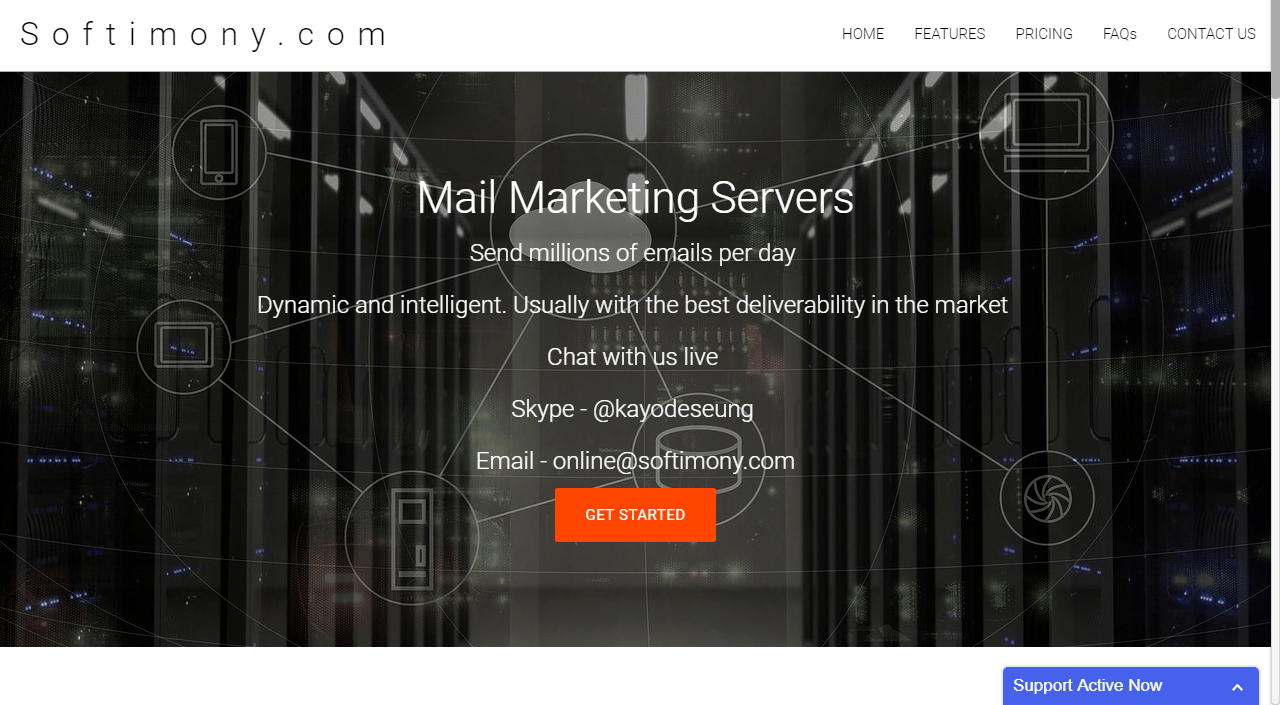 Softimony.com
HOME FEATURES PRICING FAQs CONTACT US
Mail Marketing Servers
Send millions of emails per day
Dynamic and intelligent. Usually with the best deliverability in the market
Chat with us live
Skype - @kayodeseung
Email - online@softimony.com
GET STARTED
Support Active Now